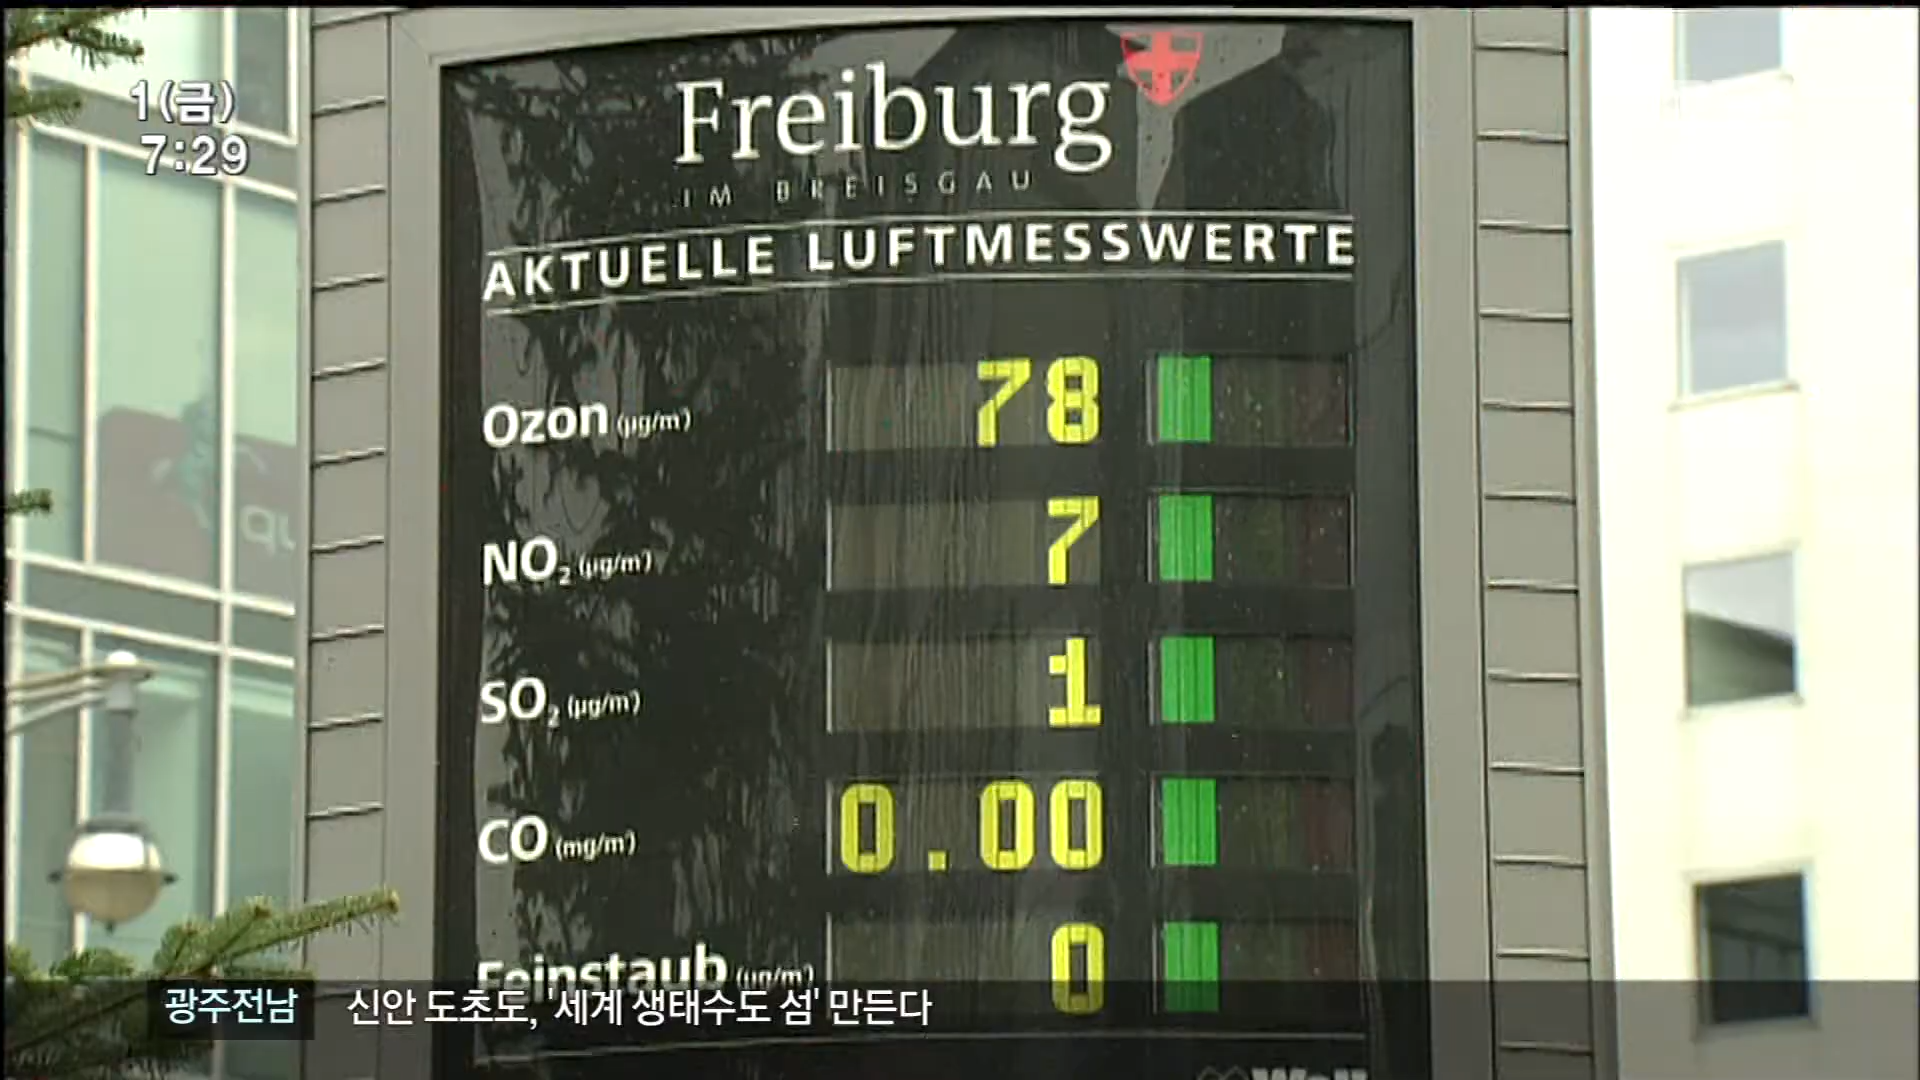 1(금)
7:29
Freiburg
IM BREISGAU
AKTUELLE LUFTMESSWERTE
Ozon (µg/m³) 78
NO₂ (µg/m³) 7
SO₂ (µg/m³) 1
CO (mg/m³) 0.00
Feinstaub (µg/m³) 0
qu
광주전남 신안 도초도, '세계 생태수도 섬' 만든다